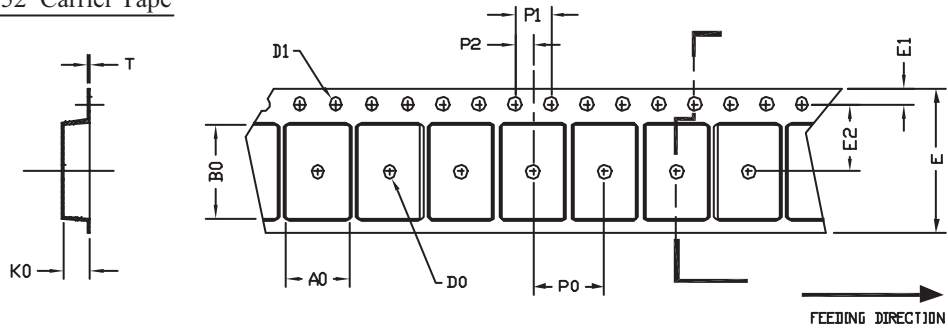 52 Carrier Tape
P1
P2
D1
T
E1
E2
E
B0
K0
A0
D0
P0
FEEDING DIRECTION